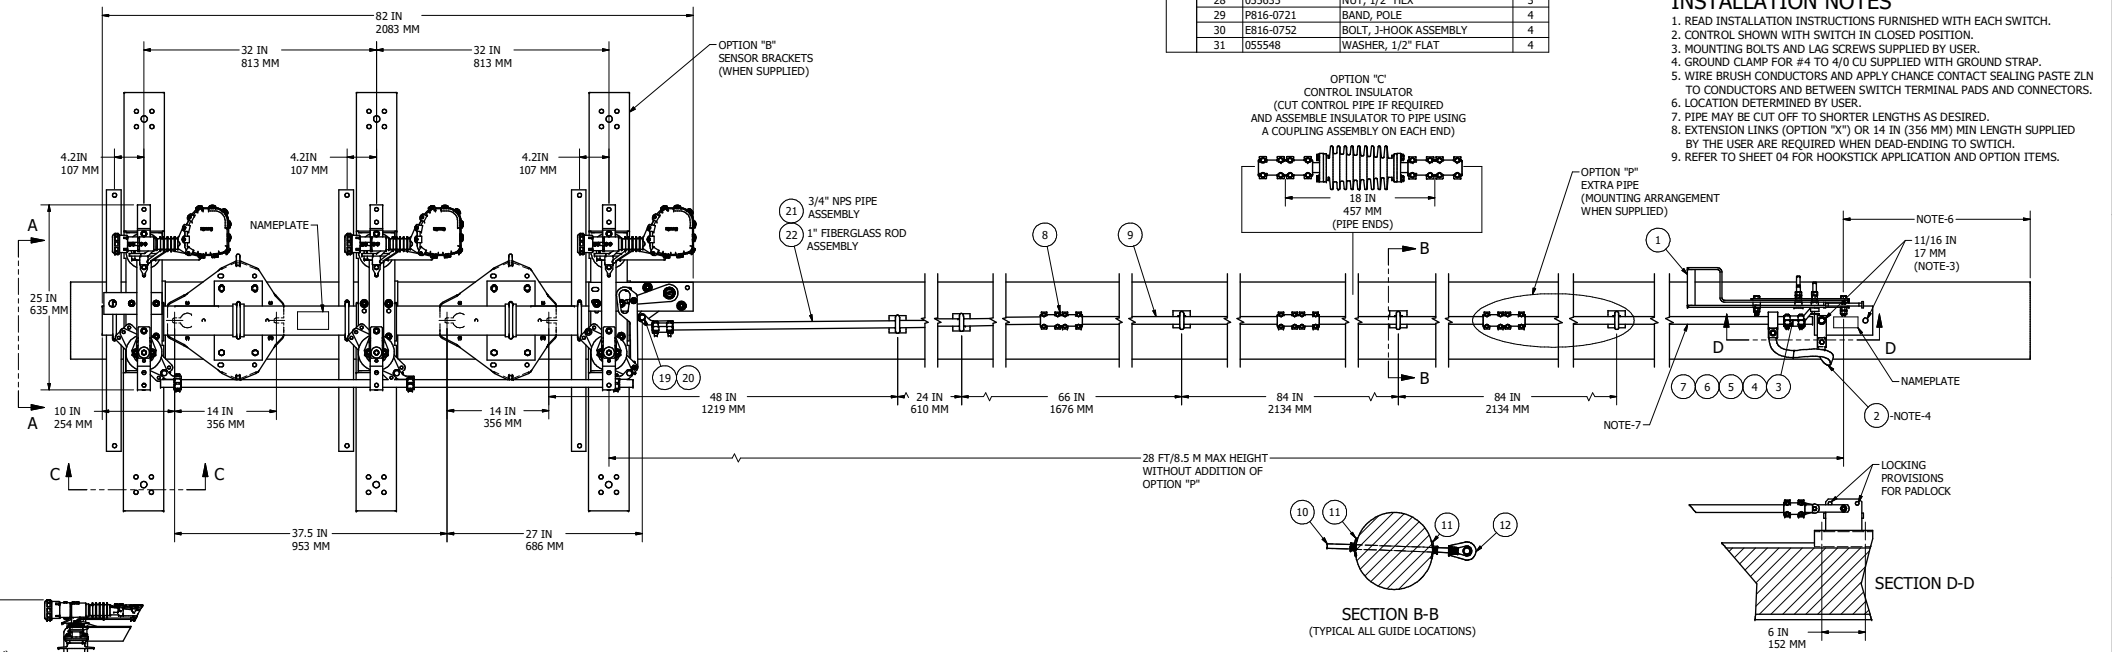 82 IN
2083 MM
32 IN
813 MM
32 IN
813 MM
OPTION "B"
SENSOR BRACKETS
(WHEN SUPPLIED)
28 055655 NUT, 1/2" HEX 3
29 P816-0721 BAND, POLE 4
30 E816-0752 BOLT, J-HOOK ASSEMBLY 4
31 055548 WASHER, 1/2" FLAT 4
INSTALLATION NOTES
1. READ INSTALLATION INSTRUCTIONS FURNISHED WITH EACH SWITCH.
2. CONTROL SHOWN WITH SWITCH IN CLOSED POSITION.
3. MOUNTING BOLTS AND LAG SCREWS SUPPLIED BY USER.
4. GROUND CLAMP FOR #4 TO 4/0 CU SUPPLIED WITH GROUND STRAP.
5. WIRE BRUSH CONDUCTORS AND APPLY CHANCE CONTACT SEALING PASTE ZLN
TO CONDUCTORS AND BETWEEN SWITCH TERMINAL PADS AND CONNECTORS.
6. LOCATION DETERMINED BY USER.
7. PIPE MAY BE CUT OFF TO SHORTER LENGTHS AS DESIRED.
8. EXTENSION LINKS (OPTION "X") OR 14 IN (356 MM) MIN LENGTH SUPPLIED
BY THE USER ARE REQUIRED WHEN DEAD-ENDING TO SWTICH.
9. REFER TO SHEET 04 FOR HOOKSTICK APPLICATION AND OPTION ITEMS.
OPTION "C'
CONTROL INSULATOR
(CUT CONTROL PIPE IF REQUIRED
AND ASSEMBLE INSULATOR TO PIPE USING
A COUPLING ASSEMBLY ON EACH END)
18 IN
457 MM
(PIPE ENDS)
4.2IN
107 MM
4.2IN
107 MM
4.2IN
107 MM
OPTION "P"
EXTRA PIPE
(MOUNTING ARRANGEMENT
WHEN SUPPLIED)
A
NAMEPLATE
21 3/4" NPS PIPE
ASSEMBLY
22 1" FIBERGLASS ROD
ASSEMBLY
8
9
B
1
NOTE-6
11/16 IN
17 MM
(NOTE-3)
25 IN
635 MM
D
D
19 20
B
7 6 5 4 3
NAMEPLATE
2 -NOTE-4
NOTE-7
A
10 IN
254 MM
14 IN
356 MM
14 IN
356 MM
48 IN
1219 MM
24 IN
610 MM
66 IN
1676 MM
84 IN
2134 MM
84 IN
2134 MM
28 FT/8.5 M MAX HEIGHT
WITHOUT ADDITION OF
OPTION "P"
C
C
LOCKING
PROVISIONS
FOR PADLOCK
37.5 IN
953 MM
27 IN
686 MM
10
11
11
12
SECTION B-B
(TYPICAL ALL GUIDE LOCATIONS)
SECTION D-D
6 IN
152 MM